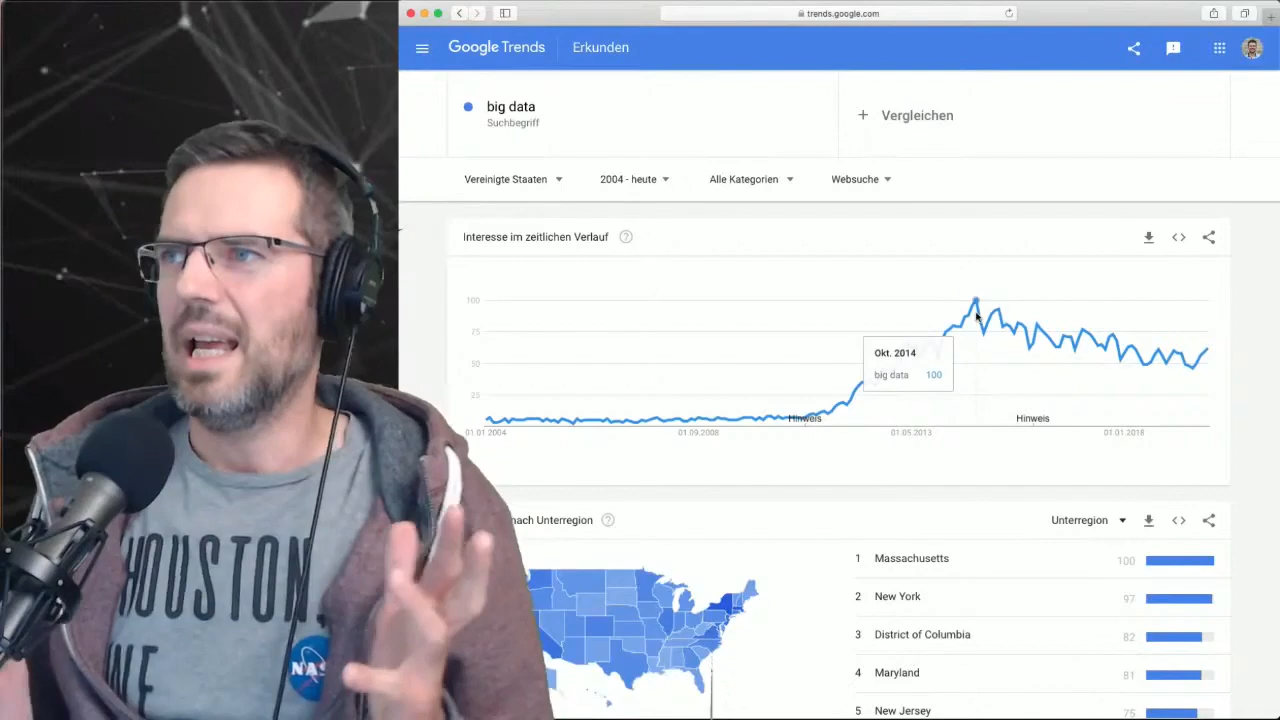 trends.google.com
Google Trends
Erkunden
big data
Suchbegriff
+ Vergleichen
Vereinigte Staaten
2004 - heute
Alle Kategorien
Websuche
Interesse im zeitlichen Verlauf
100
75
50
25
Okt. 2014
big data 100
Hinweis
Hinweis
01.01.2004
01.09.2008
01.05.2013
01.01.2018
nach Unterregion
Unterregion
1 Massachusetts 100
2 New York 97
3 District of Columbia 82
4 Maryland 81
5 New Jersey 75
HOUSTON,
WE
NAS